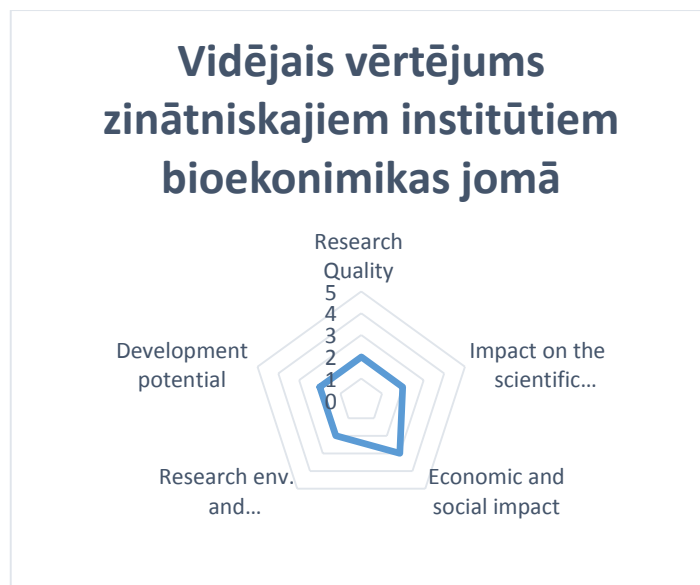 Vidējais vērtējums
zinātniskajiem institūtiem
bioekonimikas jomā
Research
Quality
5
4
3
2
1
0
Impact on the
scientific…
Economic and
social impact
Research env.
and…
Development
potential